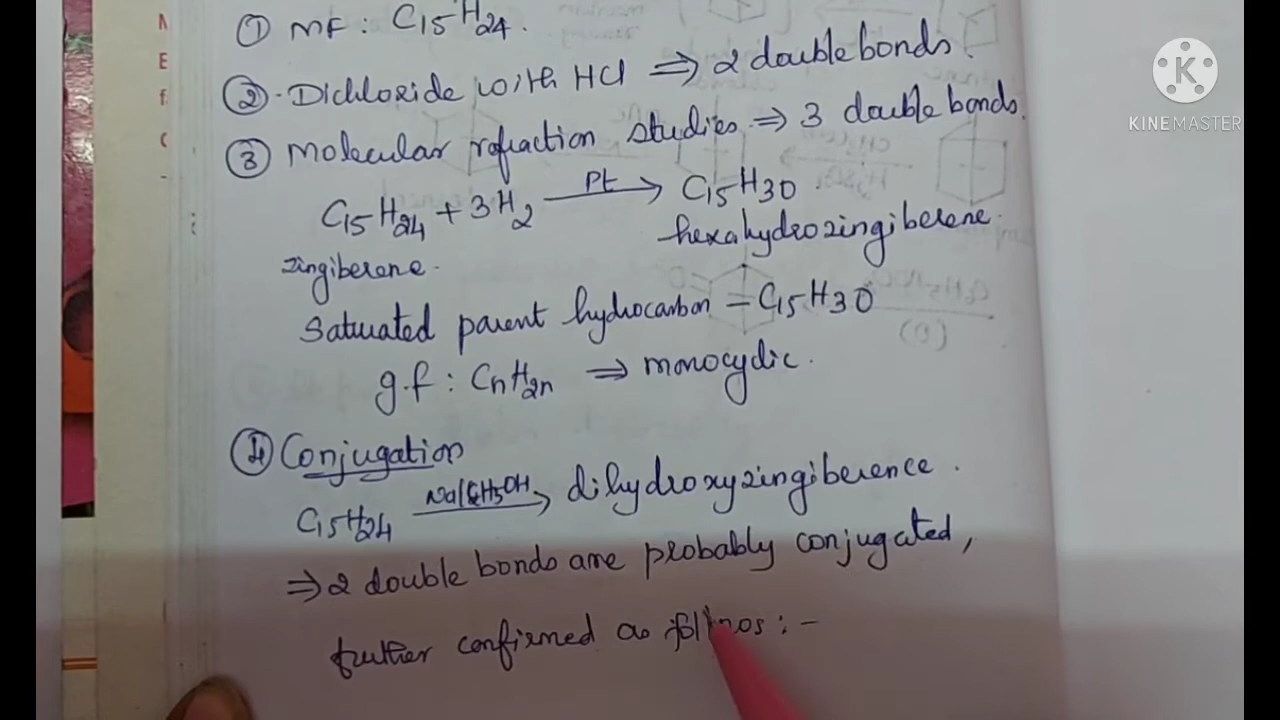 ① MF : C15H24.
② Dichloride with HCl ⇒ 2 double bonds.
③ Molecular refraction studies ⇒ 3 double bonds.
C15H24 + 3H2 Pt → C15H30
zingiberene. hexahydrozingiberene.
Saturated parent hydrocarbon – C15H30
g.f : CnH2n ⇒ monocyclic.
④ Conjugation
C15H24 Na/C2H5OH → dihydroxyzingiberence.
⇒ 2 double bonds are probably conjugated,
further confirmed as follows : –
K
KINEMASTER